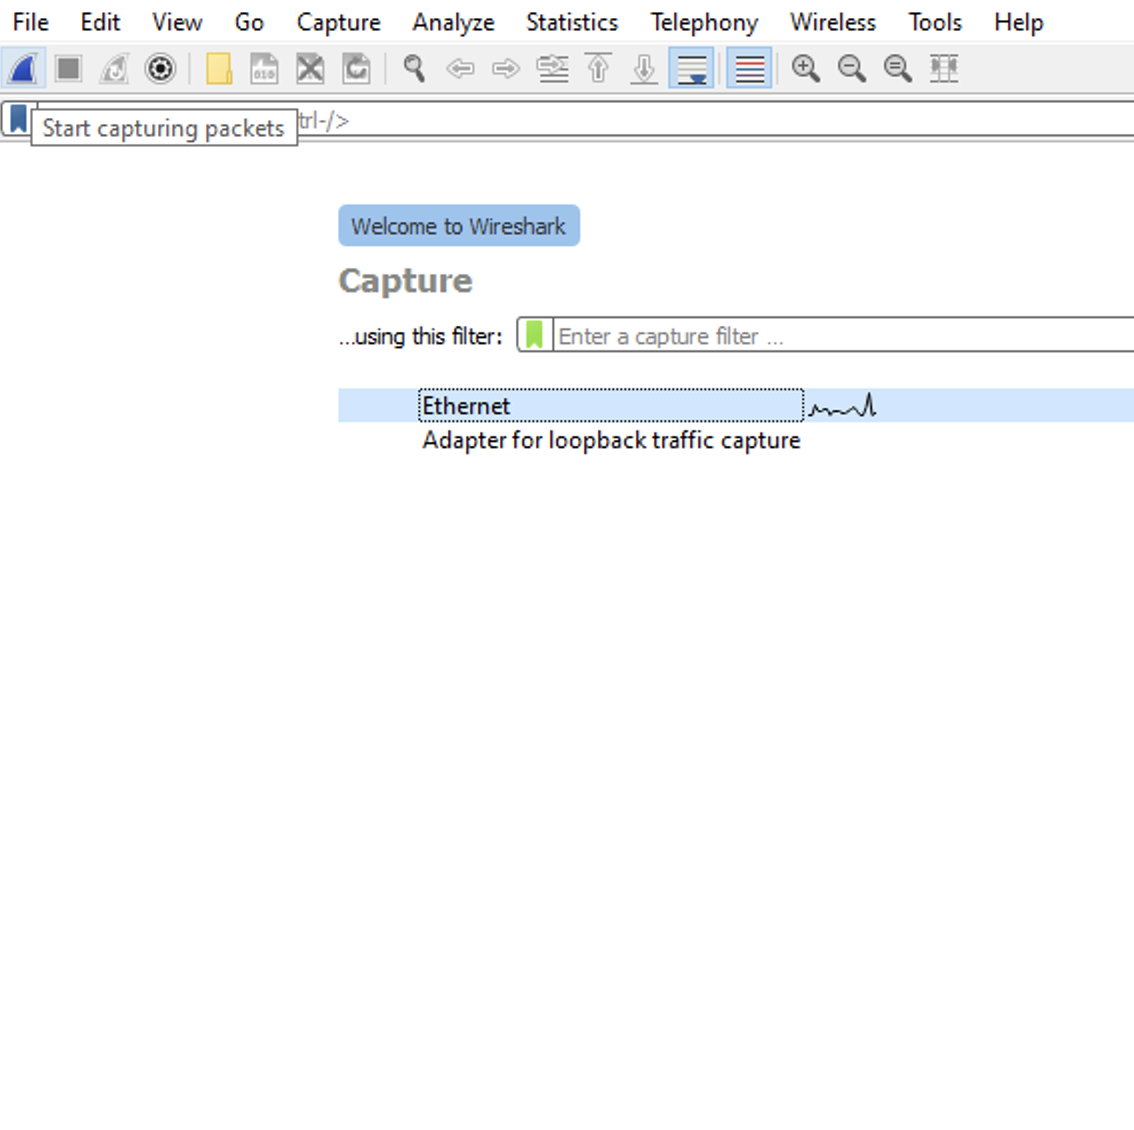 File Edit View Go Capture Analyze Statistics Telephony Wireless Tools Help
Start capturing packets trl-/>
Welcome to Wireshark
Capture
...using this filter: Enter a capture filter ...
Ethernet
Adapter for loopback traffic capture